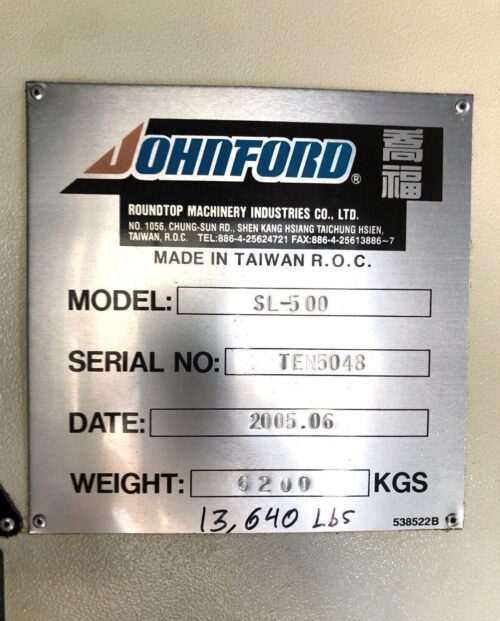 JOHNFORD® 喬福
ROUNDTOP MACHINERY INDUSTRIES CO., LTD.
NO. 1056, CHUNG-SUN RD., SHEN KANG HSIANG TAICHUNG HSIEN,
TAIWAN, R.O.C. TEL:886-4-25624721 FAX:886-4-25613886~7
MADE IN TAIWAN R.O.C.
MODEL: SL-500
SERIAL NO: TEN5048
DATE: 2005.06
WEIGHT: 6200 KGS
13,640 Lbs
538522B